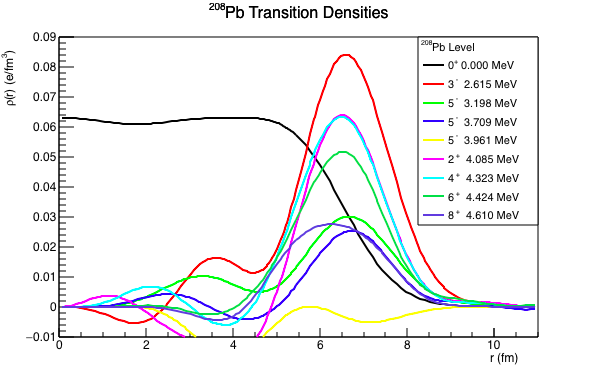 ²⁰⁸Pb Transition Densities
ρ(r) (e/fm³)
0.09
0.08
0.07
0.06
0.05
0.04
0.03
0.02
0.01
0
−0.01
²⁰⁸Pb Level
0⁺ 0.000 MeV
3⁻ 2.615 MeV
5⁻ 3.198 MeV
5⁻ 3.709 MeV
5⁻ 3.961 MeV
2⁺ 4.085 MeV
4⁺ 4.323 MeV
6⁺ 4.424 MeV
8⁺ 4.610 MeV
0 2 4 6 8 10
r (fm)